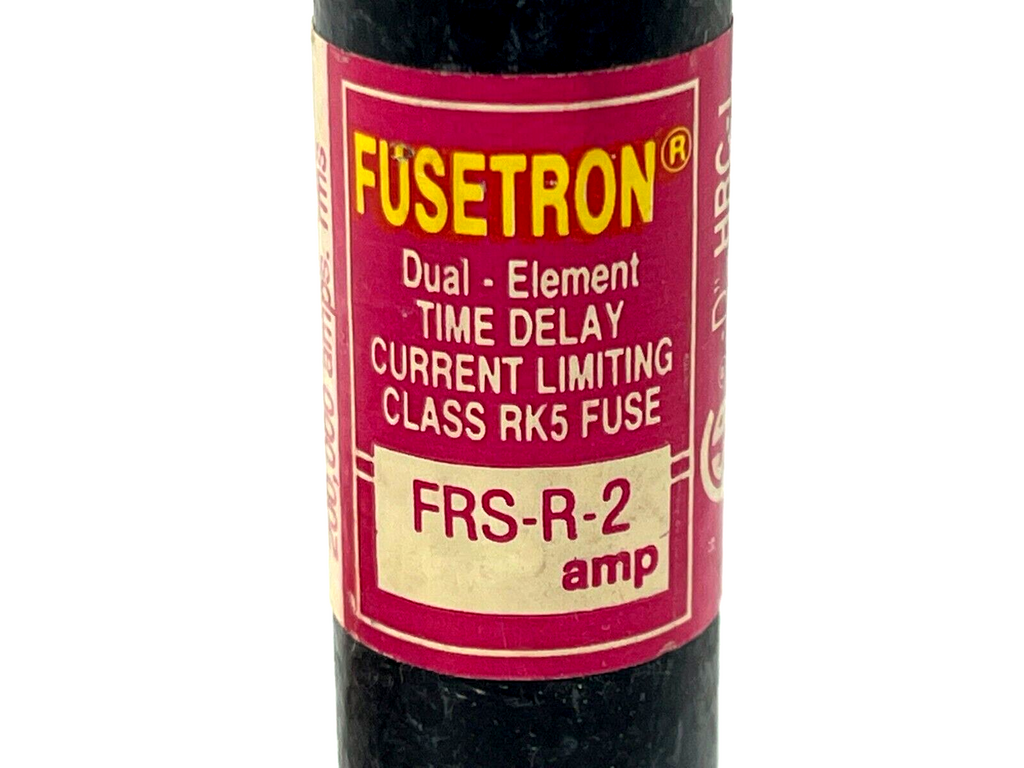 FUSETRON®
Dual - Element
TIME DELAY
CURRENT LIMITING
CLASS RK5 FUSE
FRS-R-2
amp
200,000 amps. rms
"D" HRC-I